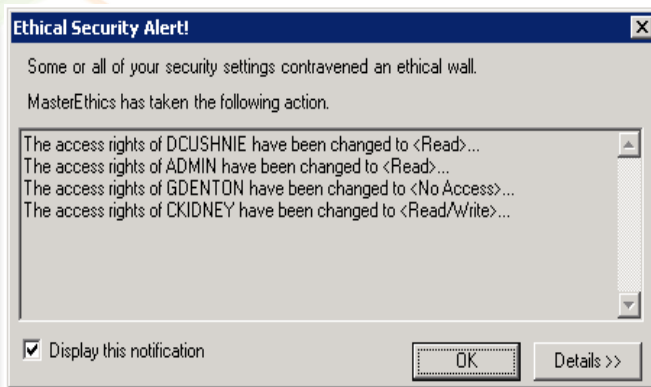 Ethical Security Alert!
Some or all of your security settings contravened an ethical wall.
MasterEthics has taken the following action.
The access rights of DCUSHNIE have been changed to <Read>...
The access rights of ADMIN have been changed to <Read>...
The access rights of GDENTON have been changed to <No Access>...
The access rights of CKIDNEY have been changed to <Read/Write>...
Display this notification
OK
Details >>